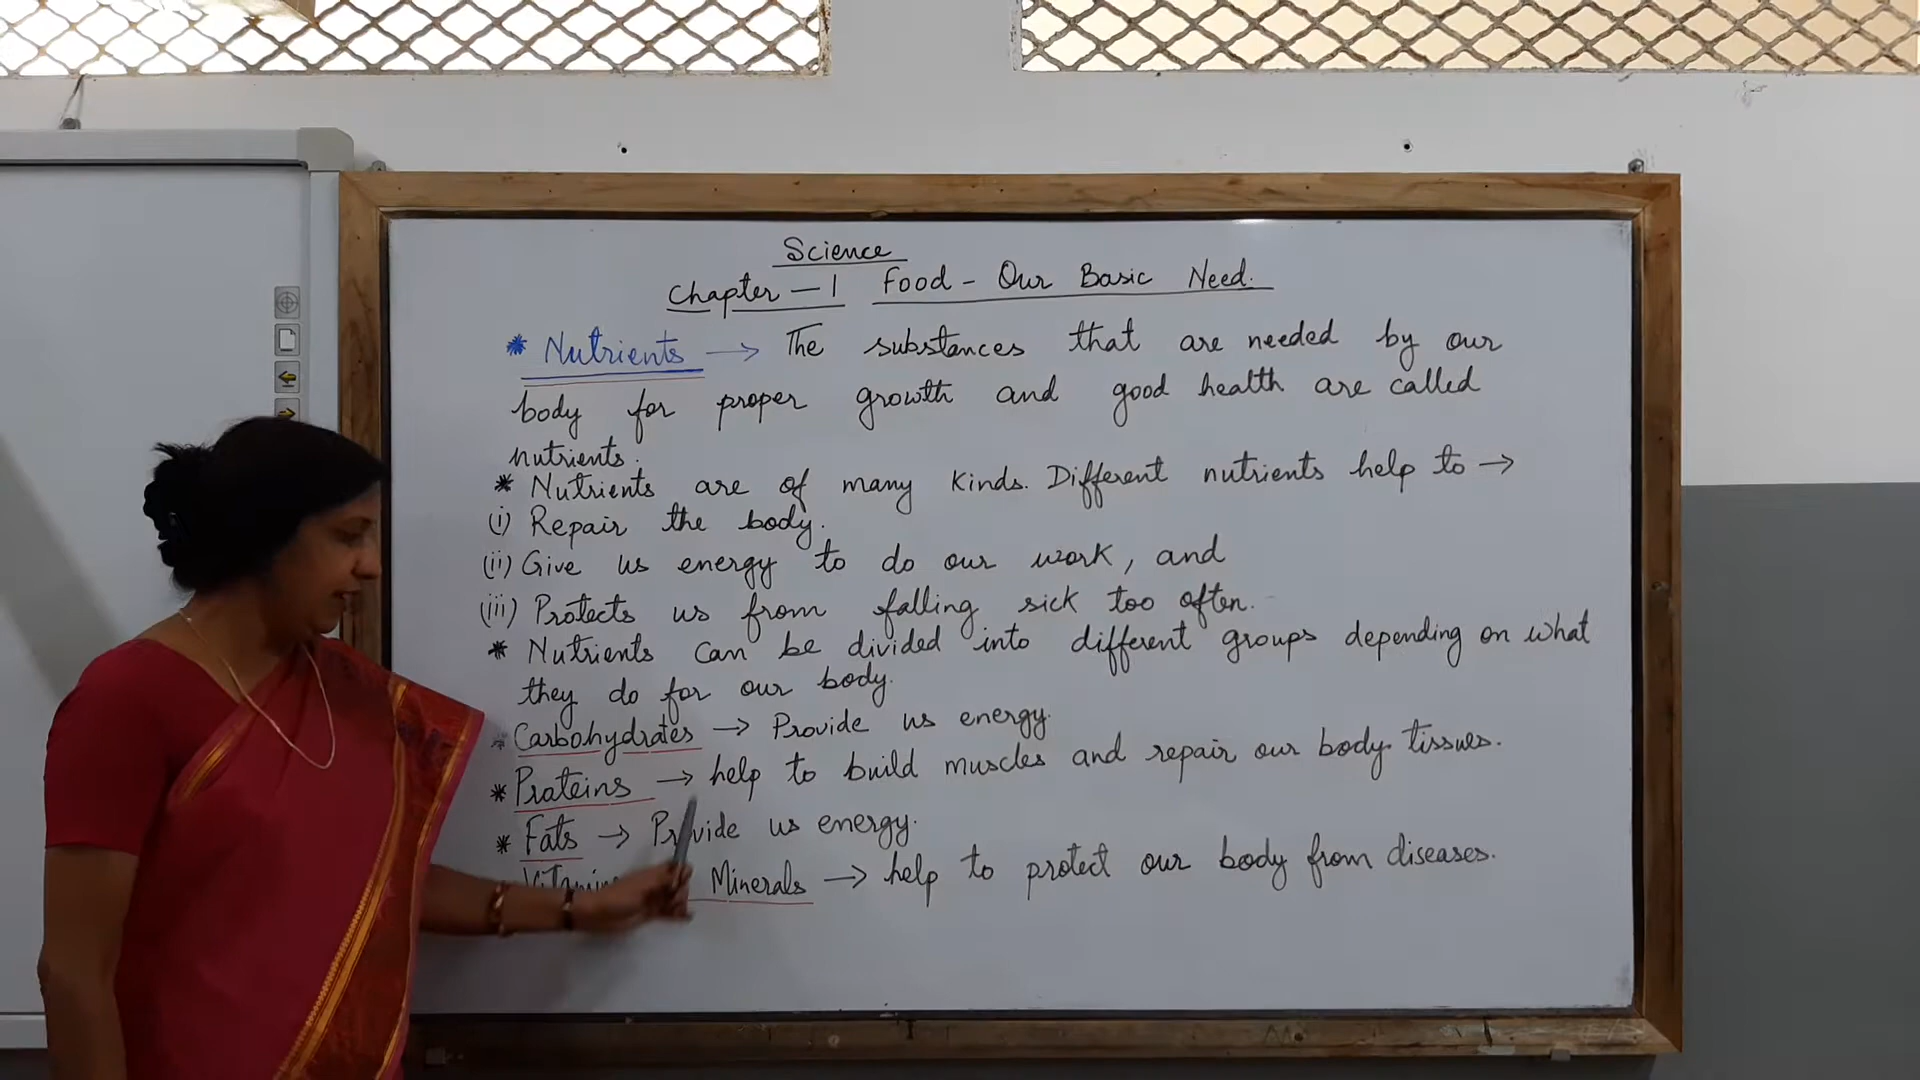 Science
Chapter - 1 Food - Our Basic Need.
* Nutrients → The substances that are needed by our
body for proper growth and good health are called
nutrients.
* Nutrients are of many kinds. Different nutrients help to →
(i) Repair the body.
(ii) Give us energy to do our work, and
(iii) Protects us from falling sick too often.
* Nutrients can be divided into different groups depending on what
they do for our body.
* Carbohydrates → Provide us energy.
* Proteins → help to build muscles and repair our body tissues.
* Fats → Provide us energy.
Minerals → help to protect our body from diseases.